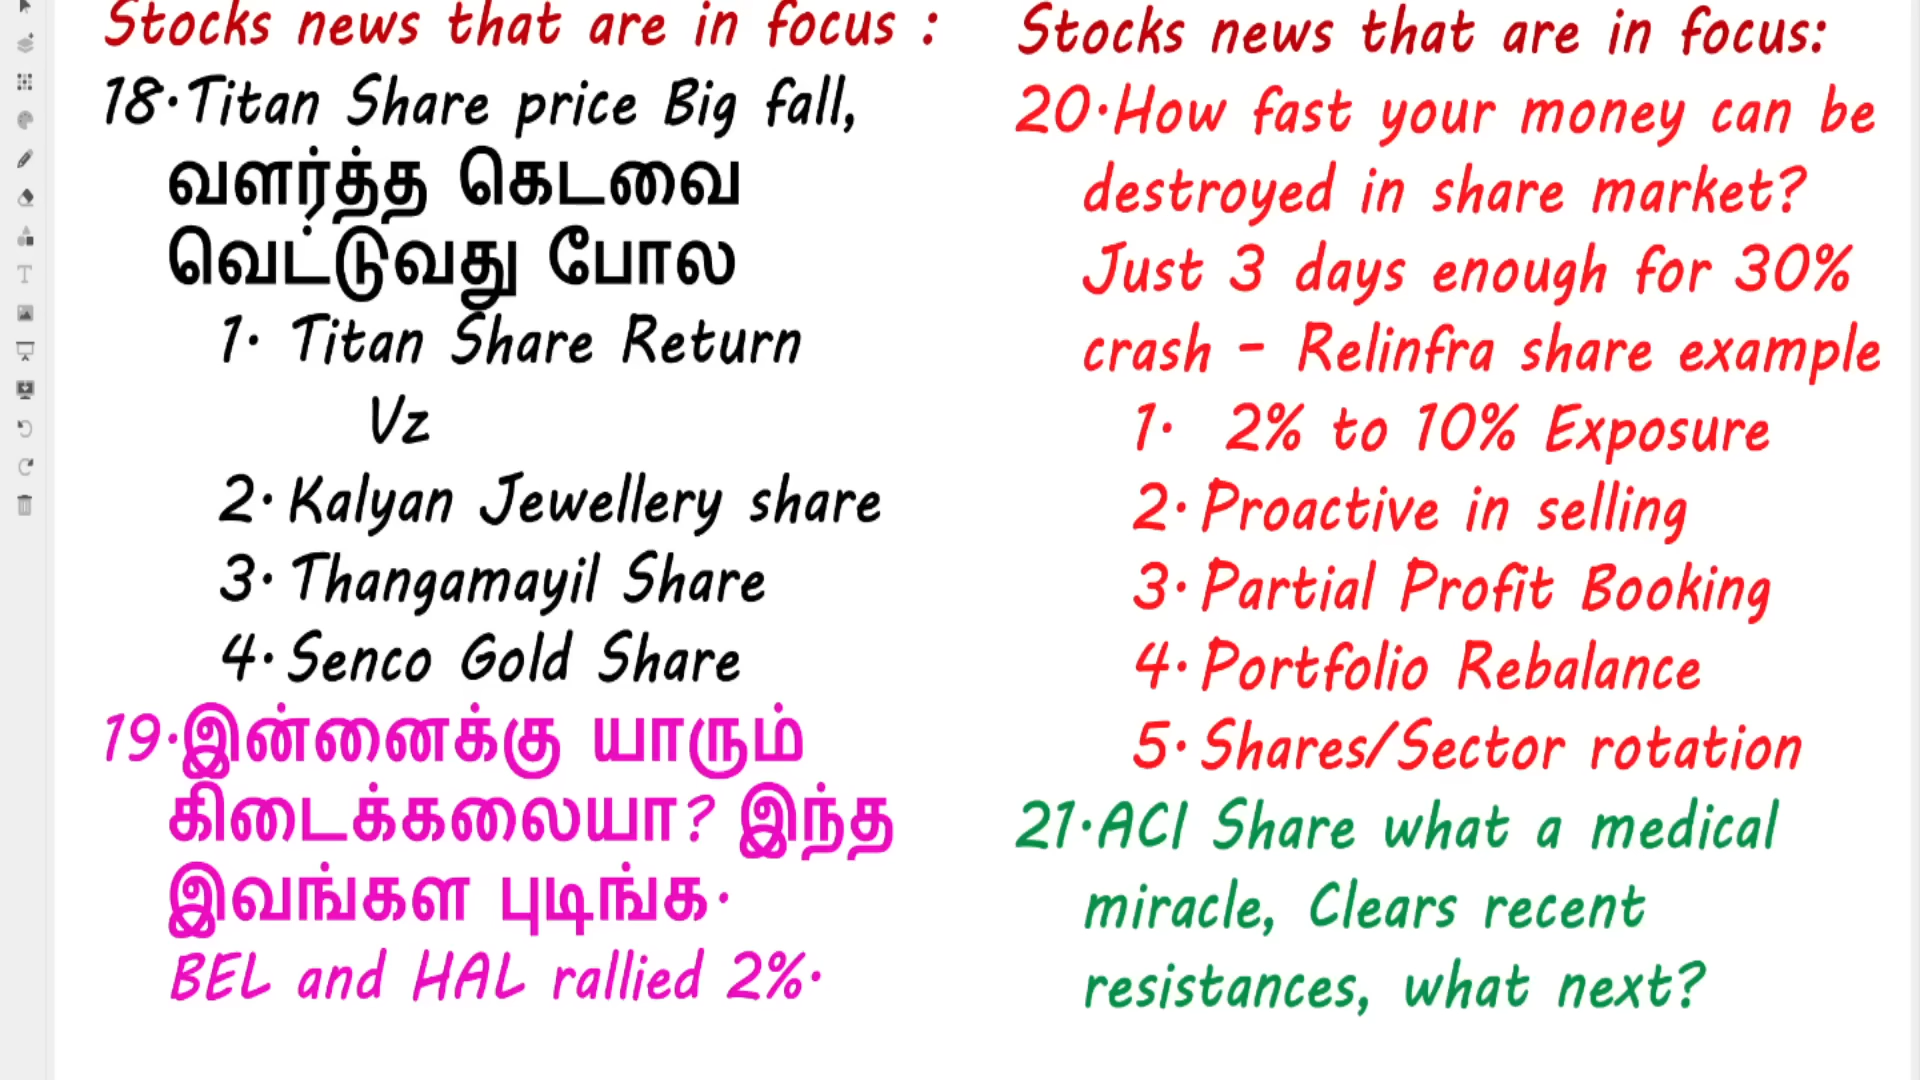 Stocks news that are in focus :
18.Titan Share price Big fall,
வளர்த்த கெடவை
வெட்டுவது போல
1. Titan Share Return
Vz
2. Kalyan Jewellery share
3. Thangamayil Share
4. Senco Gold Share
19.இன்னைக்கு யாரும்
கிடைக்கலையா? இந்த
இவங்கள புடிங்க.
BEL and HAL rallied 2%.
Stocks news that are in focus:
20.How fast your money can be
destroyed in share market?
Just 3 days enough for 30%
crash - Relinfra share example
1. 2% to 10% Exposure
2. Proactive in selling
3. Partial Profit Booking
4. Portfolio Rebalance
5. Shares/Sector rotation
21.ACI Share what a medical
miracle, Clears recent
resistances, what next?